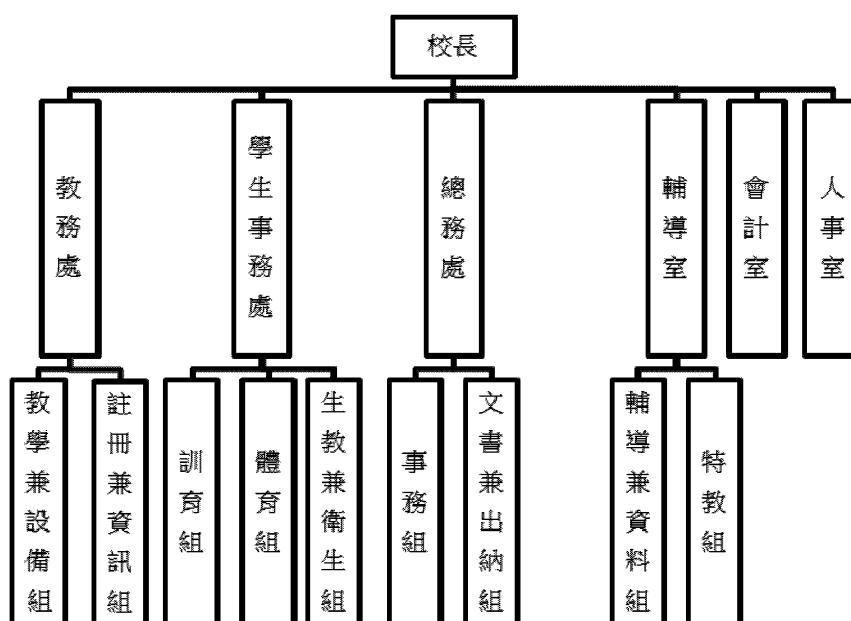 校長
教務處
學生事務處
總務處
輔導室
會計室
人事室
教學兼設備組
註冊兼資訊組
訓育組
體育組
生教兼衛生組
事務組
文書兼出納組
輔導兼資料組
特教組